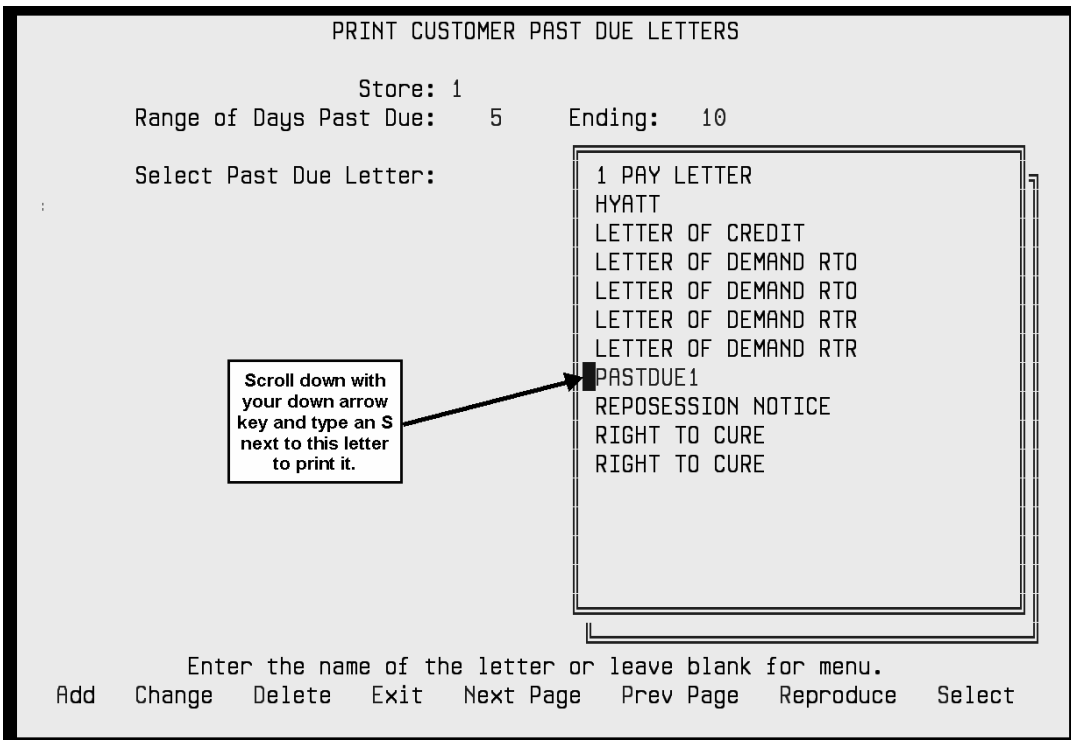 PRINT CUSTOMER PAST DUE LETTERS
Store: 1
Range of Days Past Due: 5 Ending: 10
Select Past Due Letter:
1 PAY LETTER
HYATT
LETTER OF CREDIT
LETTER OF DEMAND RTO
LETTER OF DEMAND RTO
LETTER OF DEMAND RTR
LETTER OF DEMAND RTR
PASTDUE1
REPOSESSION NOTICE
RIGHT TO CURE
RIGHT TO CURE
Scroll down with
your down arrow
key and type an S
next to this letter
to print it.
Enter the name of the letter or leave blank for menu.
Add Change Delete Exit Next Page Prev Page Reproduce Select